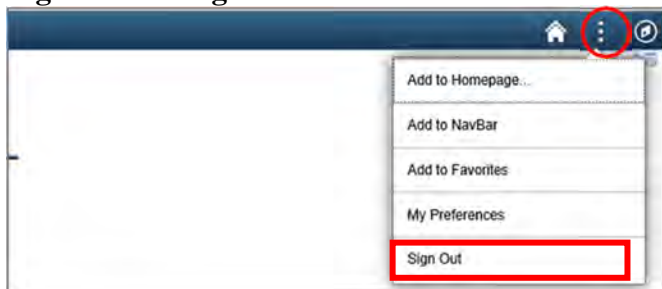 Add to Homepage...
Add to NavBar
Add to Favorites
My Preferences
Sign Out